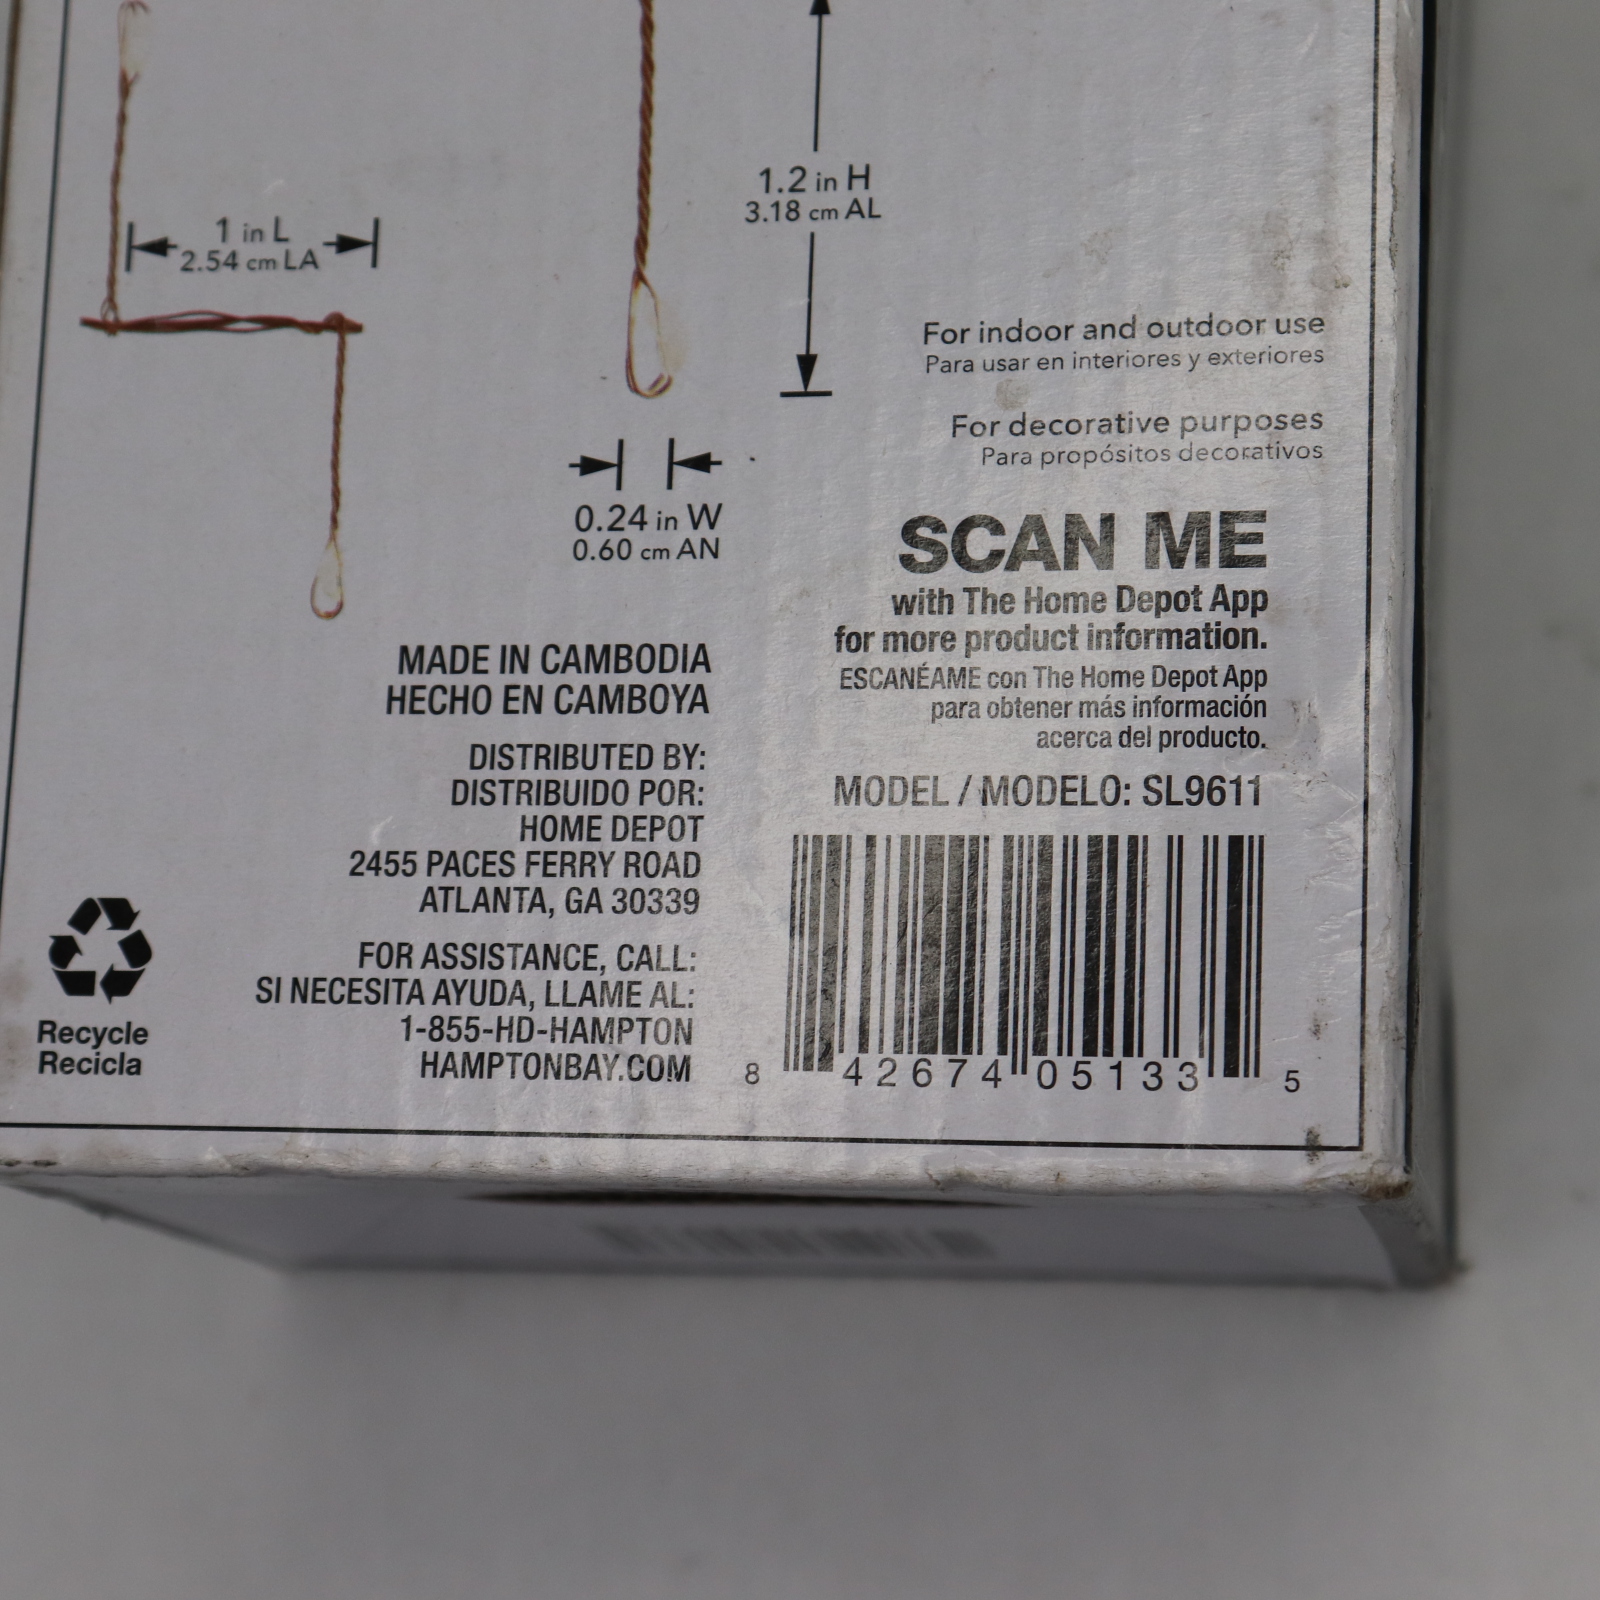 1.2 in H
3.18 cm AL
1 in L
2.54 cm LA
For indoor and outdoor use
Para usar en interiores y exteriores
For decorative purposes
Para propósitos decorativos
0.24 in W
0.60 cm AN
SCAN ME
with The Home Depot App
for more product information.
ESCANÉAME con The Home Depot App
para obtener más información
acerca del producto.
MADE IN CAMBODIA
HECHO EN CAMBOYA
DISTRIBUTED BY:
DISTRIBUIDO POR:
HOME DEPOT
2455 PACES FERRY ROAD
ATLANTA, GA 30339
MODEL / MODELO: SL9611
FOR ASSISTANCE, CALL:
SI NECESITA AYUDA, LLAME AL:
1-855-HD-HAMPTON
HAMPTONBAY.COM
Recycle
Recicla
8 42674 05133 5